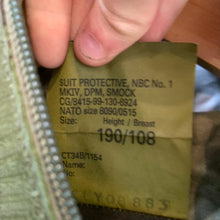 SUIT PROTECTIVE, NBC No. 1
MKIV, DPM, SMOCK
CG/8415-99-130-6924
NATO size 8090/0515
Size: Height / Breast
190/108
CT34B/1154
Name: